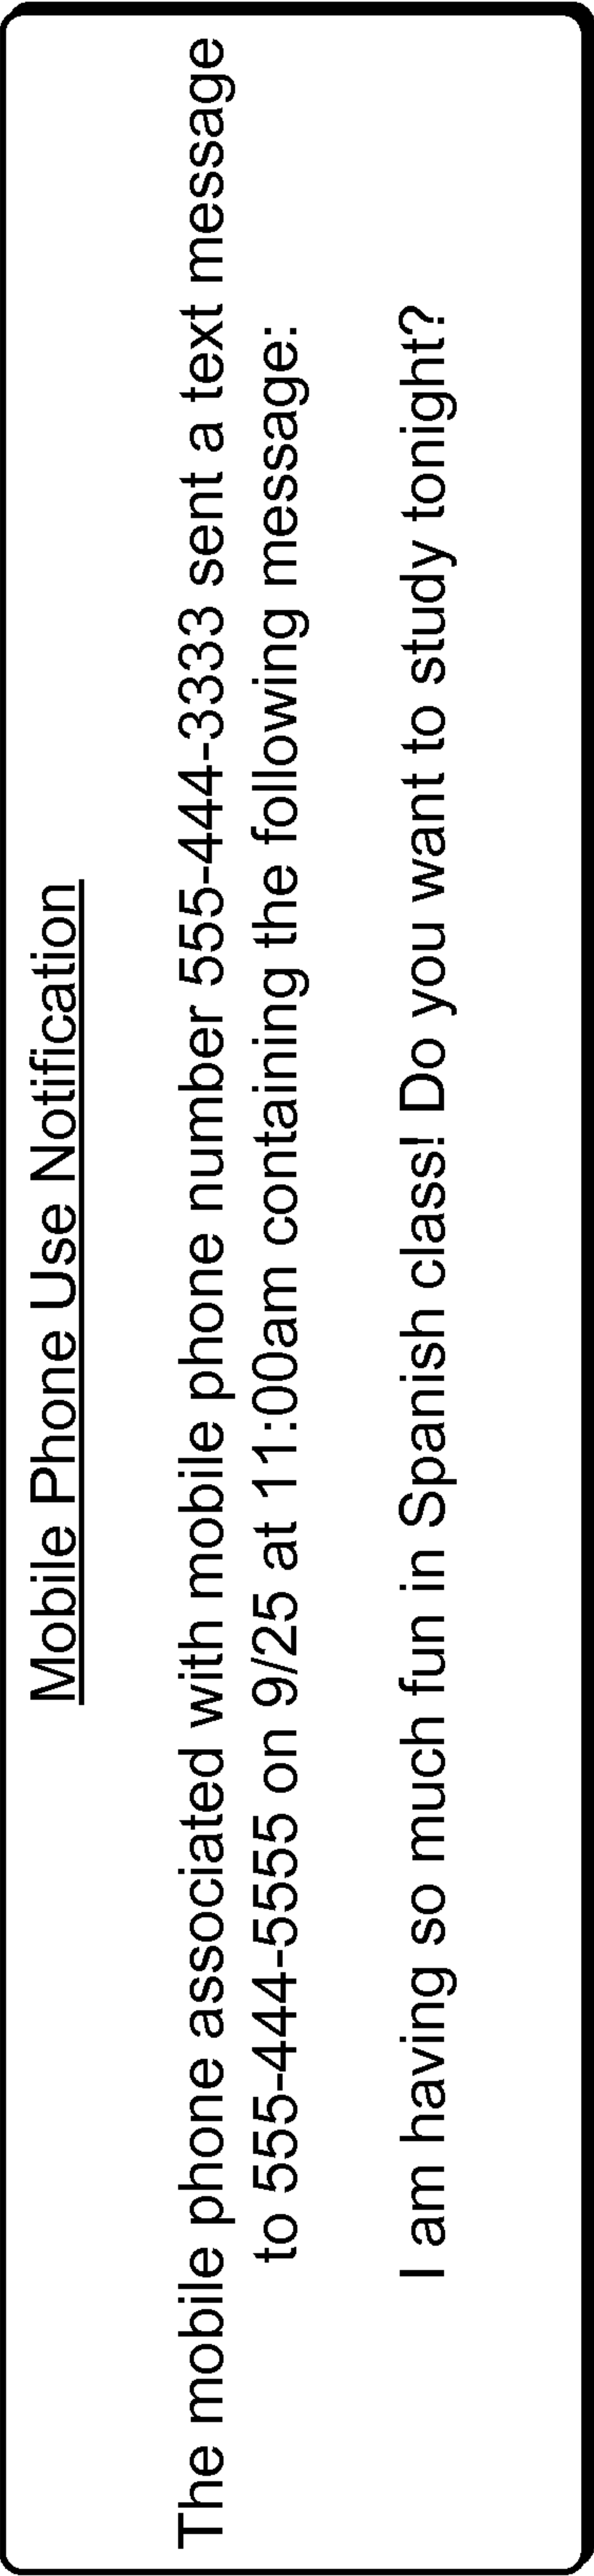 Mobile Phone Use Notification
The mobile phone associated with mobile phone number 555-444-3333 sent a text message
to 555-444-5555 on 9/25 at 11:00am containing the following message:
I am having so much fun in Spanish class! Do you want to study tonight?